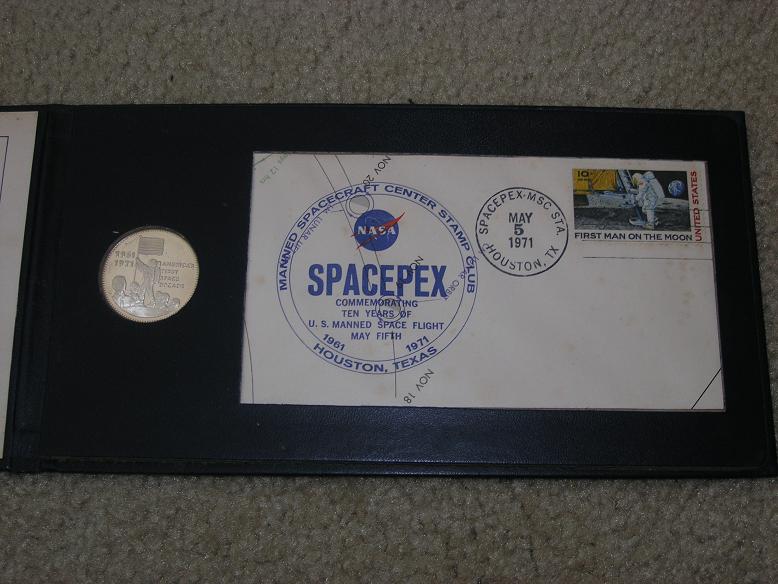 1961
1971
AMERICA'S
FIRST
SPACE
DECADE
NOV 20
MANNED SPACECRAFT CENTER STAMP CLUB
NASA
SPACEPEX
COMMEMORATING
TEN YEARS OF
U.S. MANNED SPACE FLIGHT
MAY FIFTH
1961 1971
HOUSTON, TEXAS
NOV 18
SPACEPEX-MSC STA.
MAY
5
1971
HOUSTON, TX
10¢
FIRST MAN ON THE MOON
UNITED STATES